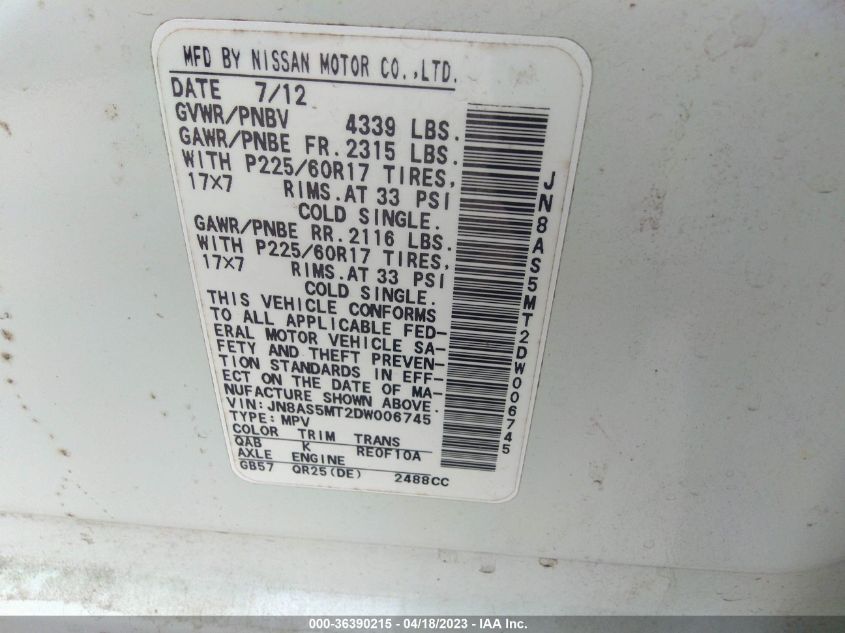 MFD BY NISSAN MOTOR CO.,LTD.
DATE 7/12
GVWR/PNBV 4339 LBS.
GAWR/PNBE FR. 2315 LBS.
WITH P225/60R17 TIRES,
17X7 RIMS.AT 33 PSI
COLD SINGLE.
GAWR/PNBE RR. 2116 LBS.
WITH P225/60R17 TIRES,
17X7 RIMS.AT 33 PSI
COLD SINGLE.
THIS VEHICLE CONFORMS
TO ALL APPLICABLE FED-
ERAL MOTOR VEHICLE SA-
FETY AND THEFT PREVEN-
TION STANDARDS IN EFF-
ECT ON THE DATE OF MA-
NUFACTURE SHOWN ABOVE.
VIN: JN8AS5MT2DW006745
TYPE: MPV
COLOR TRIM TRANS
QAB K RE0F10A
AXLE ENGINE
GB57 QR25(DE) 2488CC
JN8AS5MT2DW006745
000-36390215 - 04/18/2023 - IAA Inc.